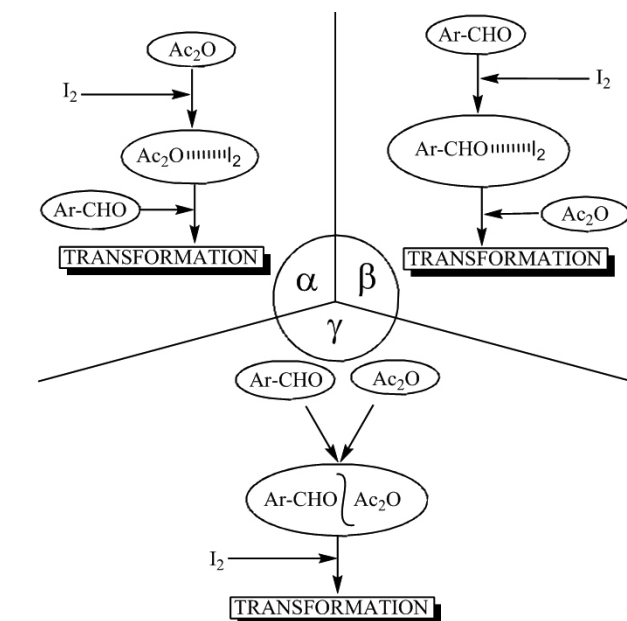 Ac2O
I2
Ac2O I2
Ar-CHO
TRANSFORMATION
Ar-CHO
I2
Ar-CHO I2
Ac2O
TRANSFORMATION
α β
γ
Ar-CHO Ac2O
Ar-CHO Ac2O
I2
TRANSFORMATION